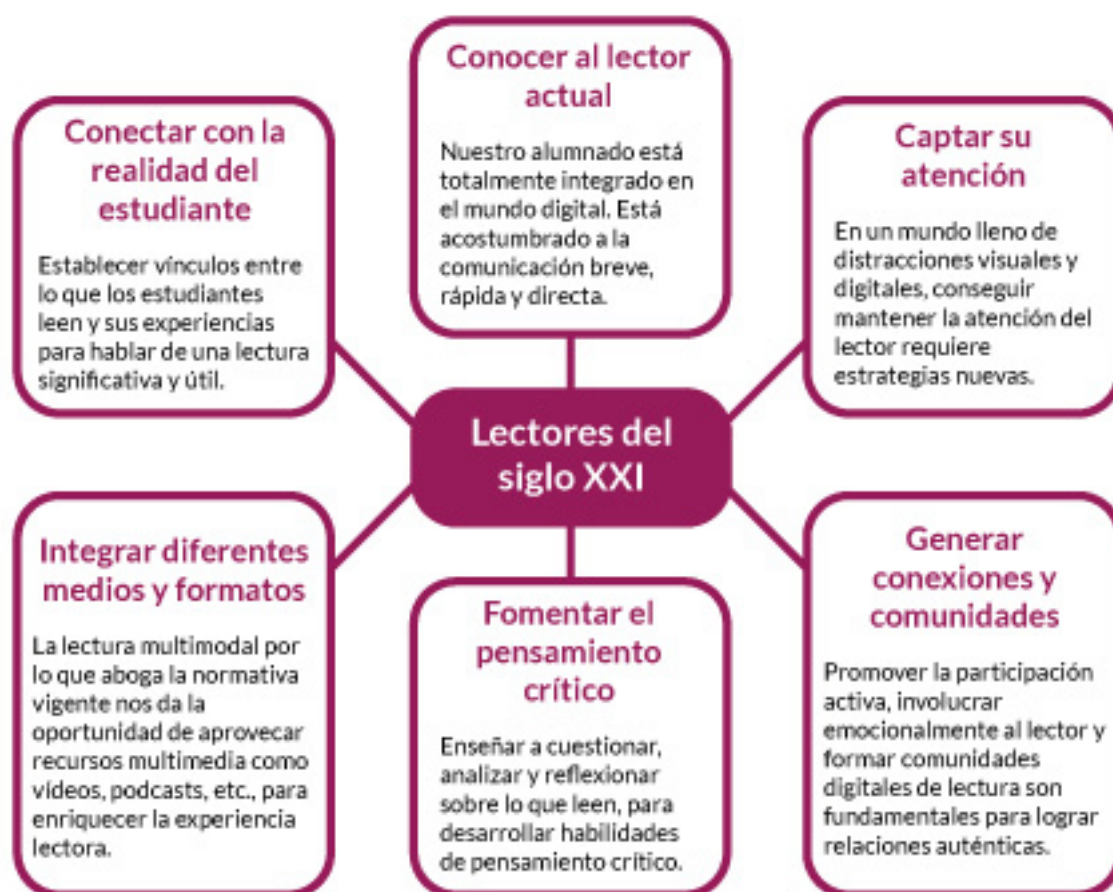 Conocer al lector
actual
Nuestro alumnado está
totalmente integrado en
el mundo digital. Está
acostumbrado a la
comunicación breve,
rápida y directa.
Conectar con la
realidad del
estudiante
Establecer vínculos entre
lo que los estudiantes
leen y sus experiencias
para hablar de una lectura
significativa y útil.
Captar su
atención
En un mundo lleno de
distracciones visuales y
digitales, conseguir
mantener la atención del
lector requiere
estrategias nuevas.
Lectores del
siglo XXI
Integrar diferentes
medios y formatos
La lectura multimodal por
lo que aboga la normativa
vigente nos da la
oportunidad de aprovecar
recursos multimedia como
vídeos, podcasts, etc., para
enriquecer la experiencia
lectora.
Fomentar el
pensamiento
crítico
Enseñar a cuestionar,
analizar y reflexionar
sobre lo que leen, para
desarrollar habilidades
de pensamiento crítico.
Generar
conexiones y
comunidades
Promover la participación
activa, involucrar
emocionalmente al lector y
formar comunidades
digitales de lectura son
fundamentales para lograr
relaciones auténticas.